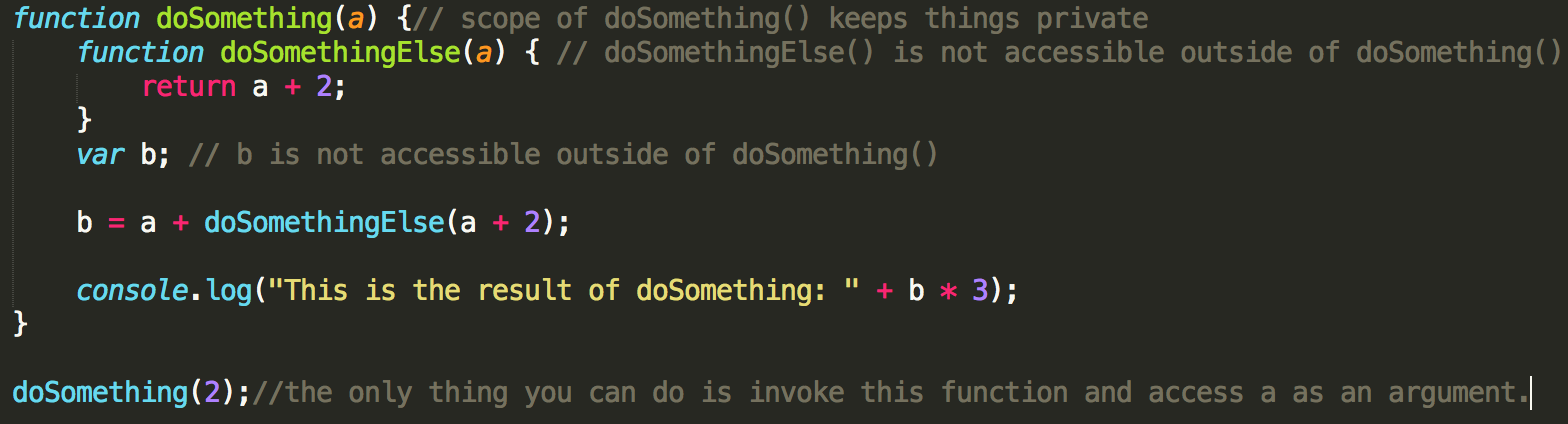 function doSomething(a) {// scope of doSomething() keeps things private
    function doSomethingElse(a) { // doSomethingElse() is not accessible outside of doSomething()
        return a + 2;
    }
    var b; // b is not accessible outside of doSomething()
    b = a + doSomethingElse(a + 2);
    console.log("This is the result of doSomething: " + b * 3);
}
doSomething(2);//the only thing you can do is invoke this function and access a as an argument.